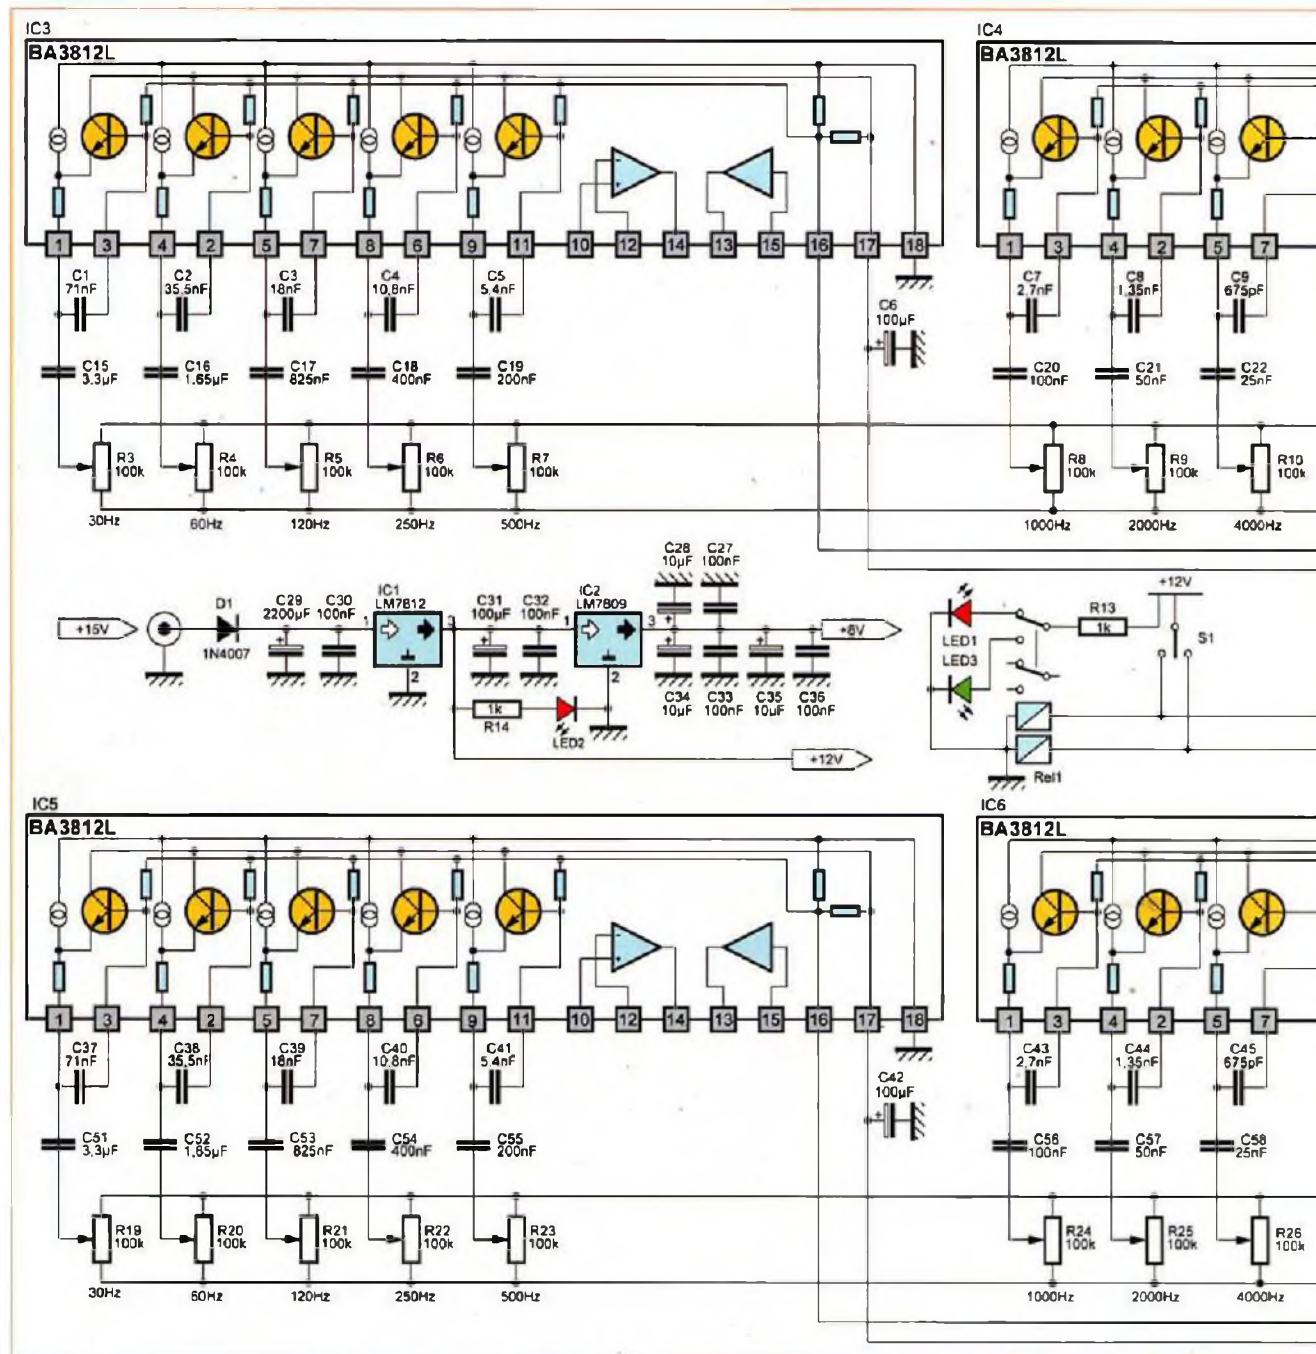 IC3
BA3812L
IC4
BA3812L
1 3 4 2 5 7 8 6 9 11 10 12 14 13 15 16 17 18
1 3 4 2 5 7
C1
71nF
C2
35,5nF
C3
18nF
C4
10,8nF
C5
5,4nF
C6
100µF
C7
2,7nF
C8
1,35nF
C9
675pF
C15
3,3µF
C16
1,65µF
C17
825nF
C18
400nF
C19
200nF
C20
100nF
C21
50nF
C22
25nF
R3
100k
R4
100k
R5
100k
R6
100k
R7
100k
R8
100k
R9
100k
R10
100k
30Hz
60Hz
120Hz
250Hz
500Hz
1000Hz
2000Hz
4000Hz
+15V
D1
1N4007
C29
2200µF
C30
100nF
IC1
LM7812
1
3
2
C31
100µF
C32
100nF
IC2
LM7809
1
3
2
C28
10µF
C27
100nF
C34
10µF
C33
100nF
C35
10µF
C36
100nF
1k
R14
LED2
+12V
LED1
LED3
R13
1k
+12V
S1
Rel1
IC5
BA3812L
IC6
BA3812L
1 3 4 2 5 7 8 6 9 11 10 12 14 13 15 16 17 18
1 3 4 2 5 7
C37
71nF
C38
35,5nF
C39
18nF
C40
10,8nF
C41
5,4nF
C42
100µF
C43
2,7nF
C44
1,35nF
C45
675pF
C51
3,3µF
C52
1,65µF
C53
825nF
C54
400nF
C55
200nF
C56
100nF
C57
50nF
C58
25nF
R19
100k
R20
100k
R21
100k
R22
100k
R23
100k
R24
100k
R25
100k
R26
100k
30Hz
60Hz
120Hz
250Hz
500Hz
1000Hz
2000Hz
4000Hz